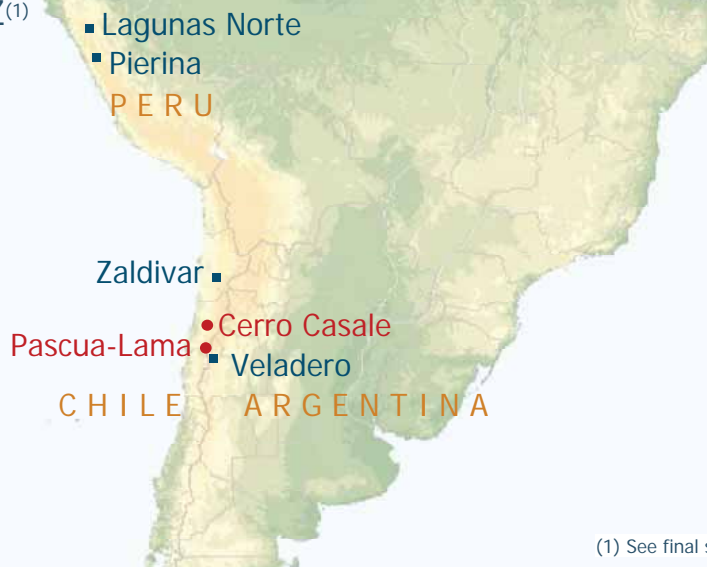 (1)
Lagunas Norte
Pierina
PERU
Zaldivar
Cerro Casale
Pascua-Lama
Veladero
CHILE ARGENTINA
(1) See final